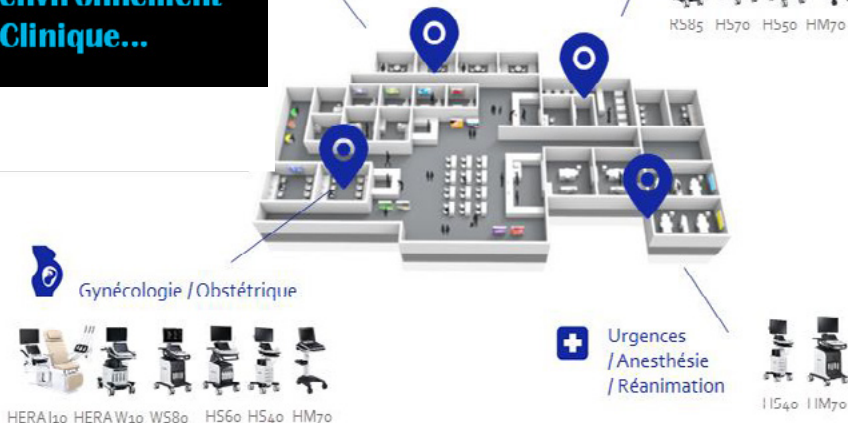 environnement
Clinique...
RS85 HS70 HS50 HM70
Gynécologie / Obstétrique
HERA I10 HERA W10 WS80 HS60 HS40 HM70
Urgences
/ Anesthésie
/ Réanimation
HS40 HM70